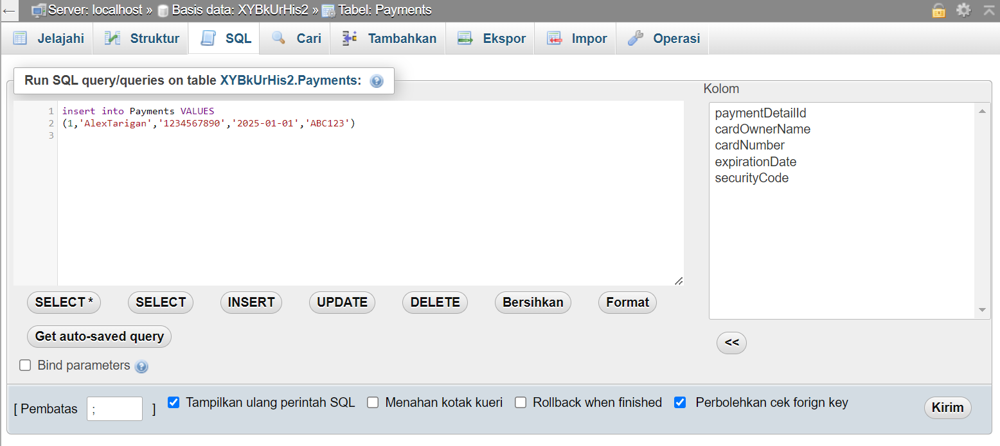 Server: localhost » Basis data: XYBkUrHis2 » Tabel: Payments
Jelajahi Struktur SQL Cari Tambahkan Ekspor Impor Operasi
Run SQL query/queries on table XYBkUrHis2.Payments:
1 insert into Payments VALUES
2 (1,'AlexTarigan','1234567890','2025-01-01','ABC123')
3
Kolom
paymentDetailId
cardOwnerName
cardNumber
expirationDate
securityCode
SELECT * SELECT INSERT UPDATE DELETE Bersihkan Format
Get auto-saved query
<<
Bind parameters
[ Pembatas ; ] Tampilkan ulang perintah SQL Menahan kotak kueri Rollback when finished Perbolehkan cek forign key Kirim